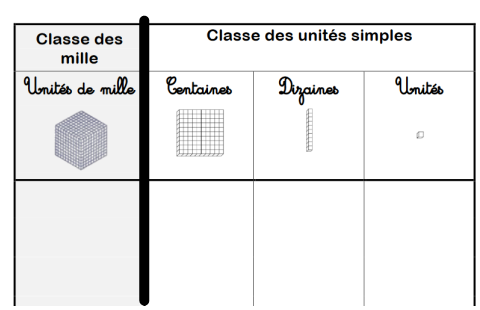 Classe des
mille
Classe des unités simples
Unités de mille
Centaines
Dizaines
Unités